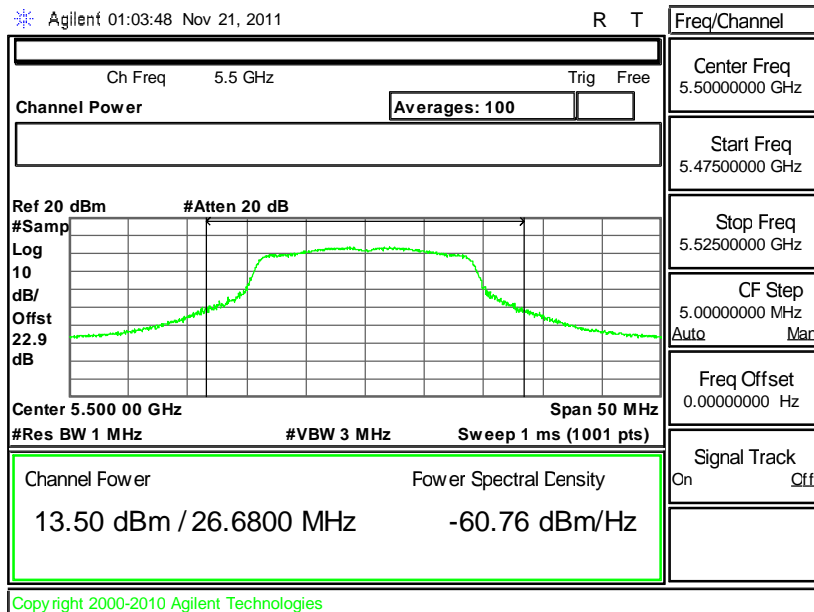 Agilent 01:03:48 Nov 21, 2011 R T
Ch Freq 5.5 GHz Trig Free
Channel Power Averages: 100
Ref 20 dBm #Atten 20 dB
#Samp
Log
10
dB/
Offst
22.9
dB
Center 5.500 00 GHz Span 50 MHz
#Res BW 1 MHz #VBW 3 MHz Sweep 1 ms (1001 pts)
Channel Fower Fower Spectral Density
13.50 dBm / 26.6800 MHz -60.76 dBm/Hz
Copyright 2000-2010 Agilent Technologies
Freq/Channel
Center Freq
5.50000000 GHz
Start Freq
5.47500000 GHz
Stop Freq
5.52500000 GHz
CF Step
5.00000000 MHz
Auto Man
Freq Offset
0.00000000 Hz
Signal Track
On Off